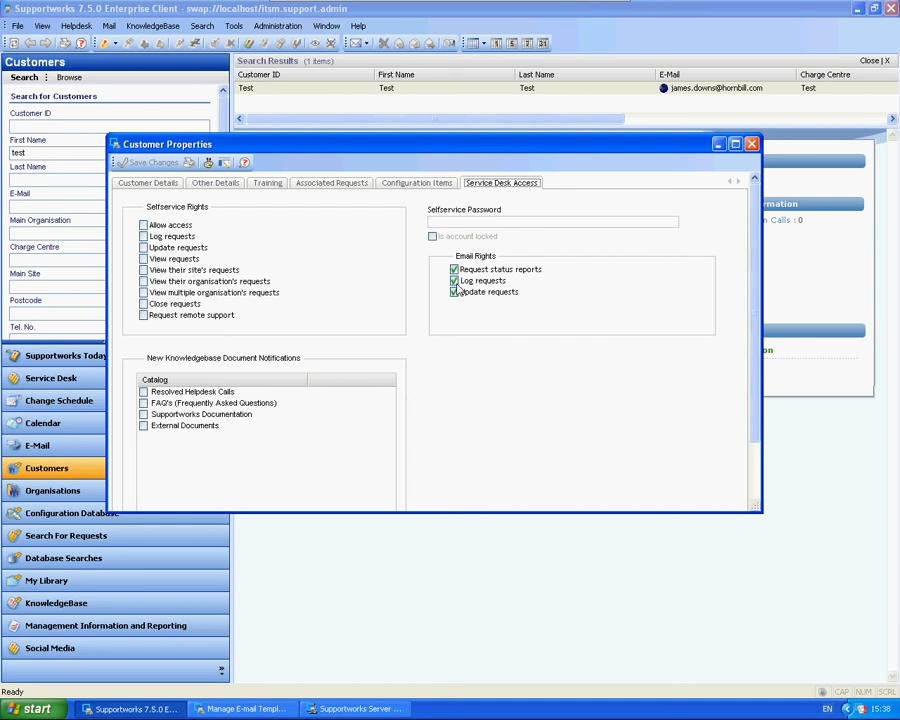 Supportworks 7.5.0 Enterprise Client - swap://localhost/itsm.support.admin
File View Helpdesk Mail KnowledgeBase Search Tools Administration Window Help
Customers
Search Browse
Search for Customers
Customer ID
First Name
test
Last Name
E-Mail
Main Organisation
Charge Centre
Main Site
Postcode
Tel. No.
Supportworks Today
Service Desk
Change Schedule
Calendar
E-Mail
Customers
Organisations
Configuration Databas
Search For Requests
Database Searches
My Library
KnowledgeBase
Management Information and Reporting
Social Media
»
Search Results (1 items) Close | X
Customer ID First Name Last Name E-Mail Charge Centre
Test Test Test james.downs@hornbill.com Test
Customer Properties
Save Changes
Customer Details Other Details Training Associated Requests Configuration Items Service Desk Access
Selfservice Rights
Allow access
Log requests
Update requests
View requests
View their site's requests
View their organisation's requests
View multiple organisation's requests
Close requests
Request remote support
Selfservice Password
Is account locked
Email Rights
Request status reports
Log requests
Update requests
New Knowledgebase Document Notifications
Catalog
Resolved Helpdesk Calls
FAQ's (Frequently Asked Questions)
Supportworks Documentation
External Documents
rmation
Calls : 0
on
Ready CAP NUM SCRL
start Supportworks 7.5.0 E... Manage E-mail Templ... Supportworks Server ... EN 15:38